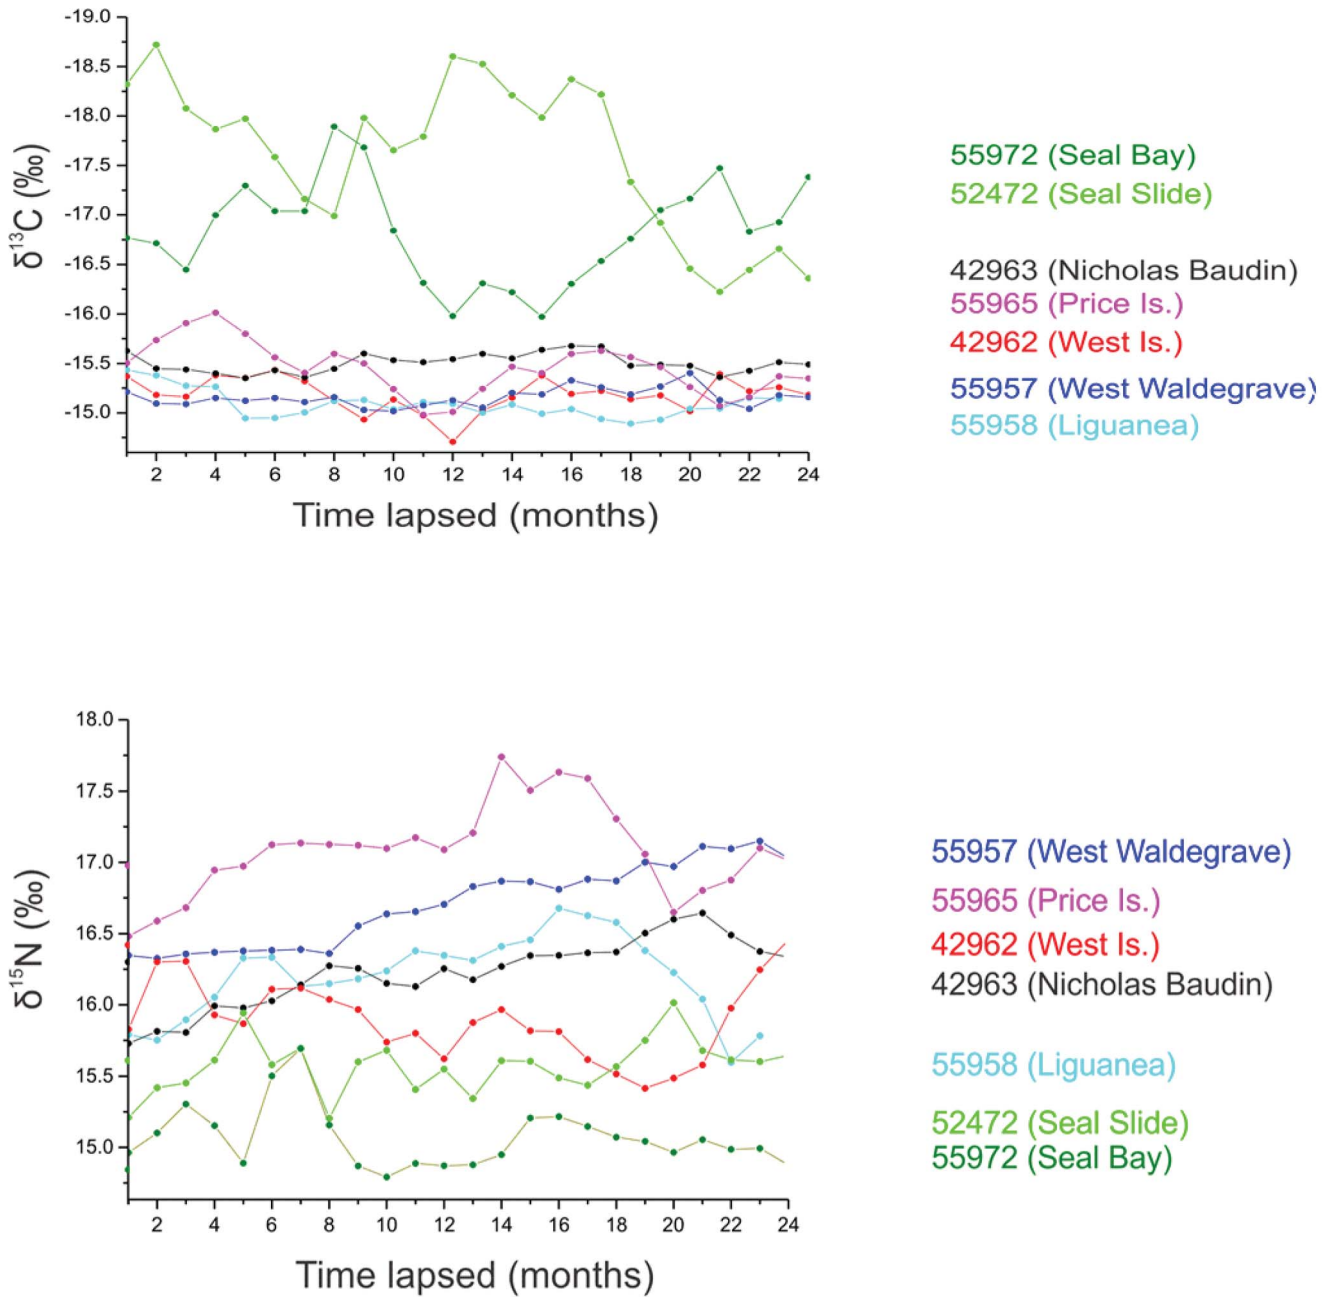 -19.0
-18.5
-18.0
-17.5
-17.0
-16.5
-16.0
-15.5
-15.0
δ¹³C (‰)
2 4 6 8 10 12 14 16 18 20 22 24
Time lapsed (months)
55972 (Seal Bay)
52472 (Seal Slide)
42963 (Nicholas Baudin)
55965 (Price Is.)
42962 (West Is.)
55957 (West Waldegrave)
55958 (Liguanea)
18.0
17.5
17.0
16.5
16.0
15.5
15.0
δ¹⁵N (‰)
2 4 6 8 10 12 14 16 18 20 22 24
Time lapsed (months)
55957 (West Waldegrave)
55965 (Price Is.)
42962 (West Is.)
42963 (Nicholas Baudin)
55958 (Liguanea)
52472 (Seal Slide)
55972 (Seal Bay)